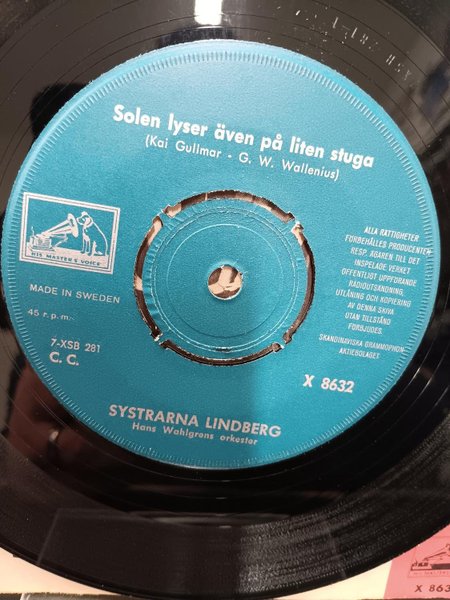 Solen lyser även på liten stuga
(Kai Gullmar - G. W. Wallenius)
HIS MASTER'S VOICE
MADE IN SWEDEN
45 r.p.m.
7-XSB 281
C. C.
ALLA RÄTTIGHETER
FÖRBEHÅLLES PRODUCENTEN
RESP. ÄGAREN TILL DET
INSPELADE VERKET
OFFENTLIGT UPPFÖRANDE
RADIOUTSÄNDNING,
UTLÅNING OCH KOPIERING
AV DENNA SKIVA
UTAN TILLSTÅND
FÖRBJUDES.
SKANDINAVISKA GRAMMOPHON-
AKTIEBOLAGET
X 8632
SYSTRARNA LINDBERG
Hans Wahlgrens orkester
X 863